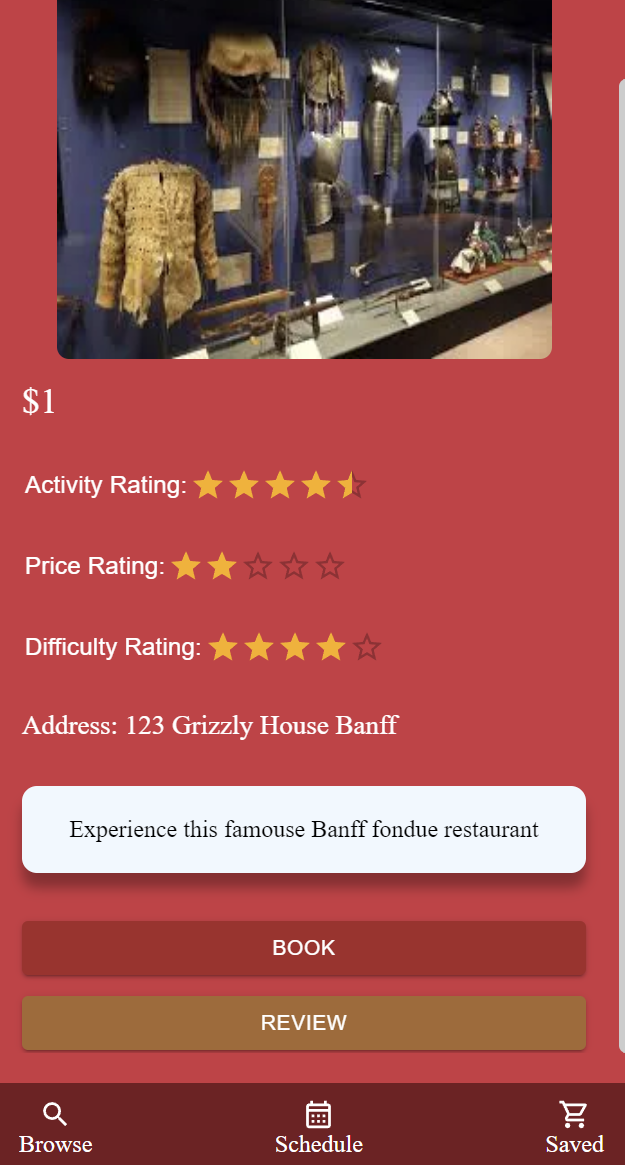 $1
Activity Rating:
Price Rating:
Difficulty Rating:
Address: 123 Grizzly House Banff
Experience this famouse Banff fondue restaurant
BOOK
REVIEW
Browse Schedule Saved